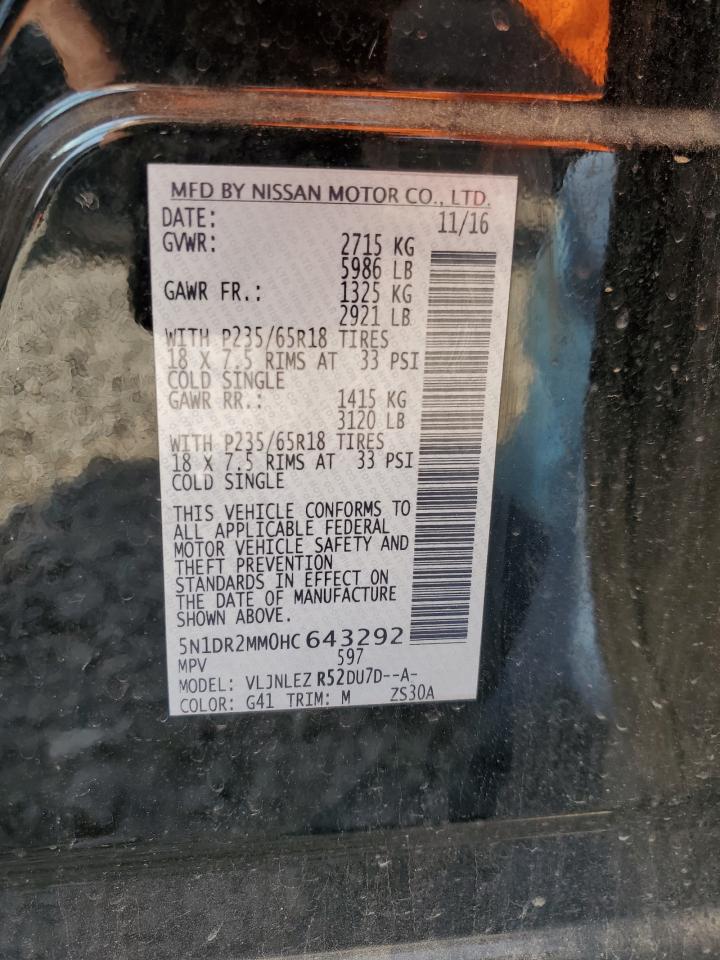 MFD BY NISSAN MOTOR CO., LTD.
DATE: 11/16
GVWR: 2715 KG
5986 LB
GAWR FR.: 1325 KG
2921 LB
WITH P235/65R18 TIRES
18 X 7.5 RIMS AT 33 PSI
COLD SINGLE
GAWR RR.: 1415 KG
3120 LB
WITH P235/65R18 TIRES
18 X 7.5 RIMS AT 33 PSI
COLD SINGLE
THIS VEHICLE CONFORMS TO
ALL APPLICABLE FEDERAL
MOTOR VEHICLE SAFETY AND
THEFT PREVENTION
STANDARDS IN EFFECT ON
THE DATE OF MANUFACTURE
SHOWN ABOVE.
5N1DR2MM0HC 643292
MPV 597
MODEL: VLJNLEZ R52DU7D--A-
COLOR: G41 TRIM: M ZS30A